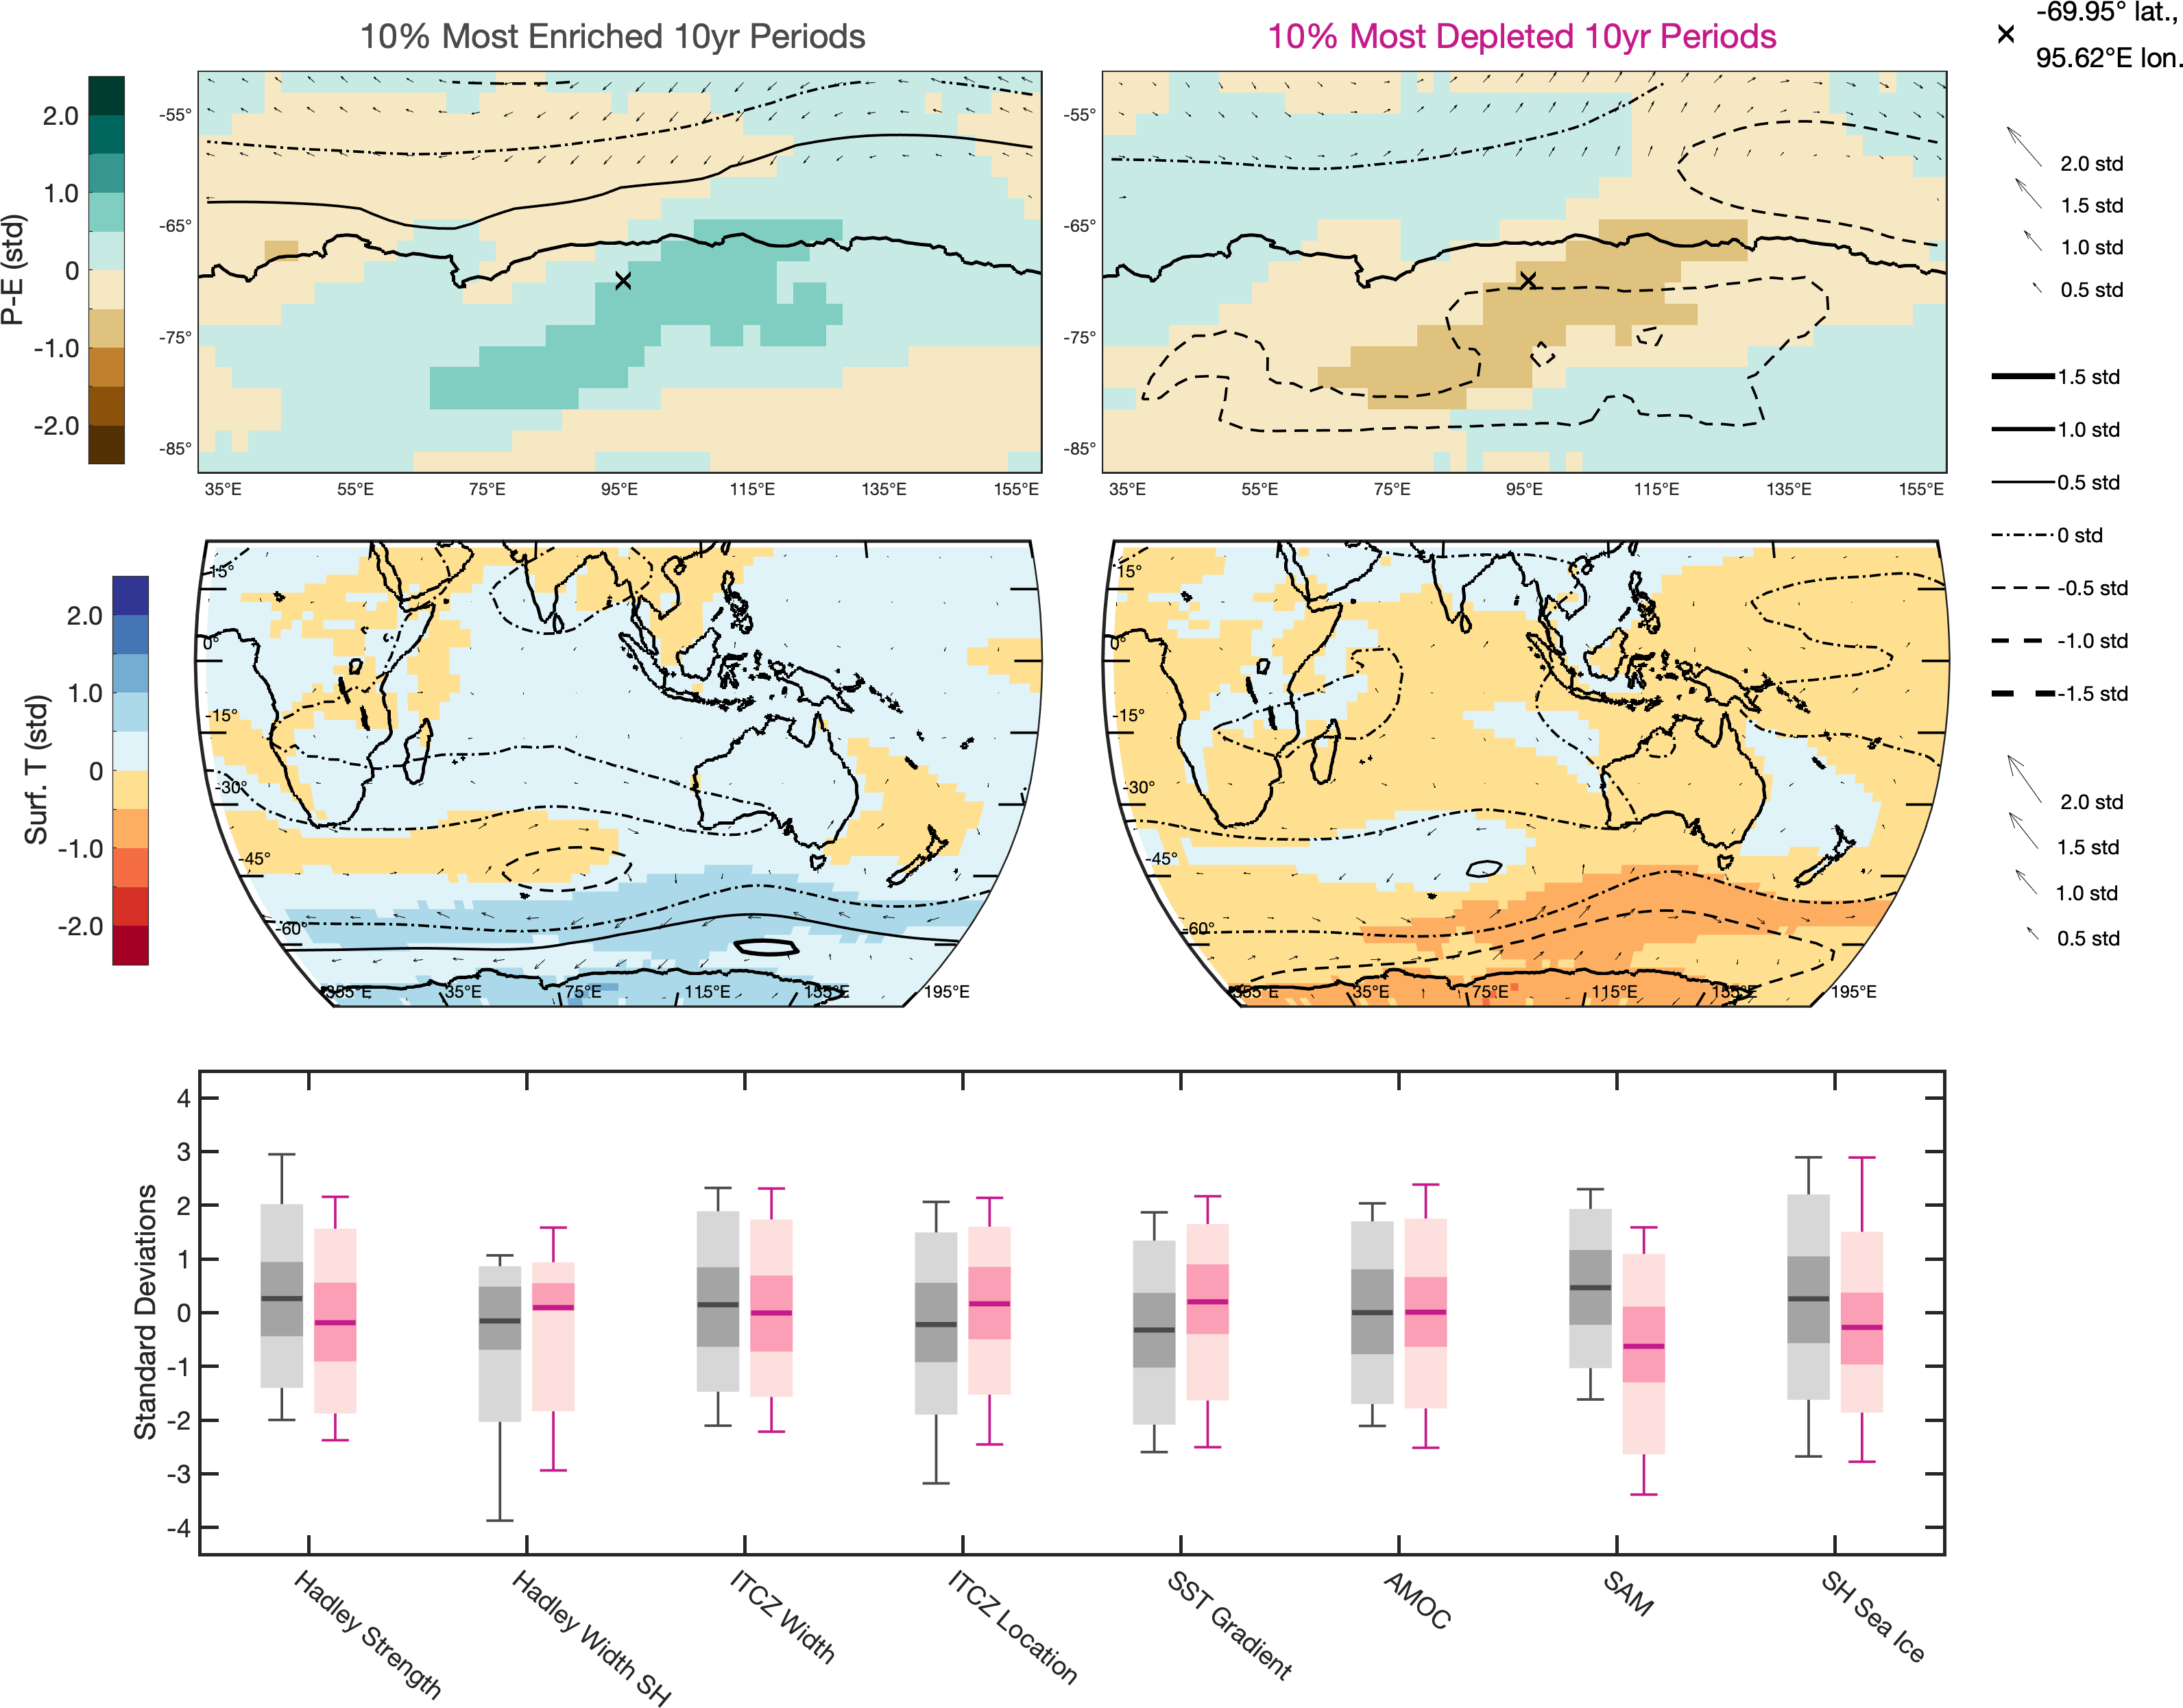 10% Most Enriched 10yr Periods
10% Most Depleted 10yr Periods
-69.95° lat.,
95.62°E lon.
P-E (std)
2.0
1.0
0
-1.0
-2.0
-55°
-65°
-75°
-85°
35°E 55°E 75°E 95°E 115°E 135°E 155°E
-55°
-65°
-75°
-85°
35°E 55°E 75°E 95°E 115°E 135°E 155°E
2.0 std
1.5 std
1.0 std
0.5 std
1.5 std
1.0 std
0.5 std
0 std
-0.5 std
-1.0 std
-1.5 std
2.0 std
1.5 std
1.0 std
0.5 std
Surf. T (std)
2.0
1.0
0
-1.0
-2.0
15°
0°
-15°
-30°
-45°
-60°
355°E 35°E 75°E 115°E 155°E 195°E
15°
0°
-15°
-30°
-45°
-60°
355°E 35°E 75°E 115°E 155°E 195°E
Standard Deviations
4
3
2
1
0
-1
-2
-3
-4
Hadley Strength
Hadley Width SH
ITCZ Width
ITCZ Location
SST Gradient
AMOC
SAM
SH Sea Ice